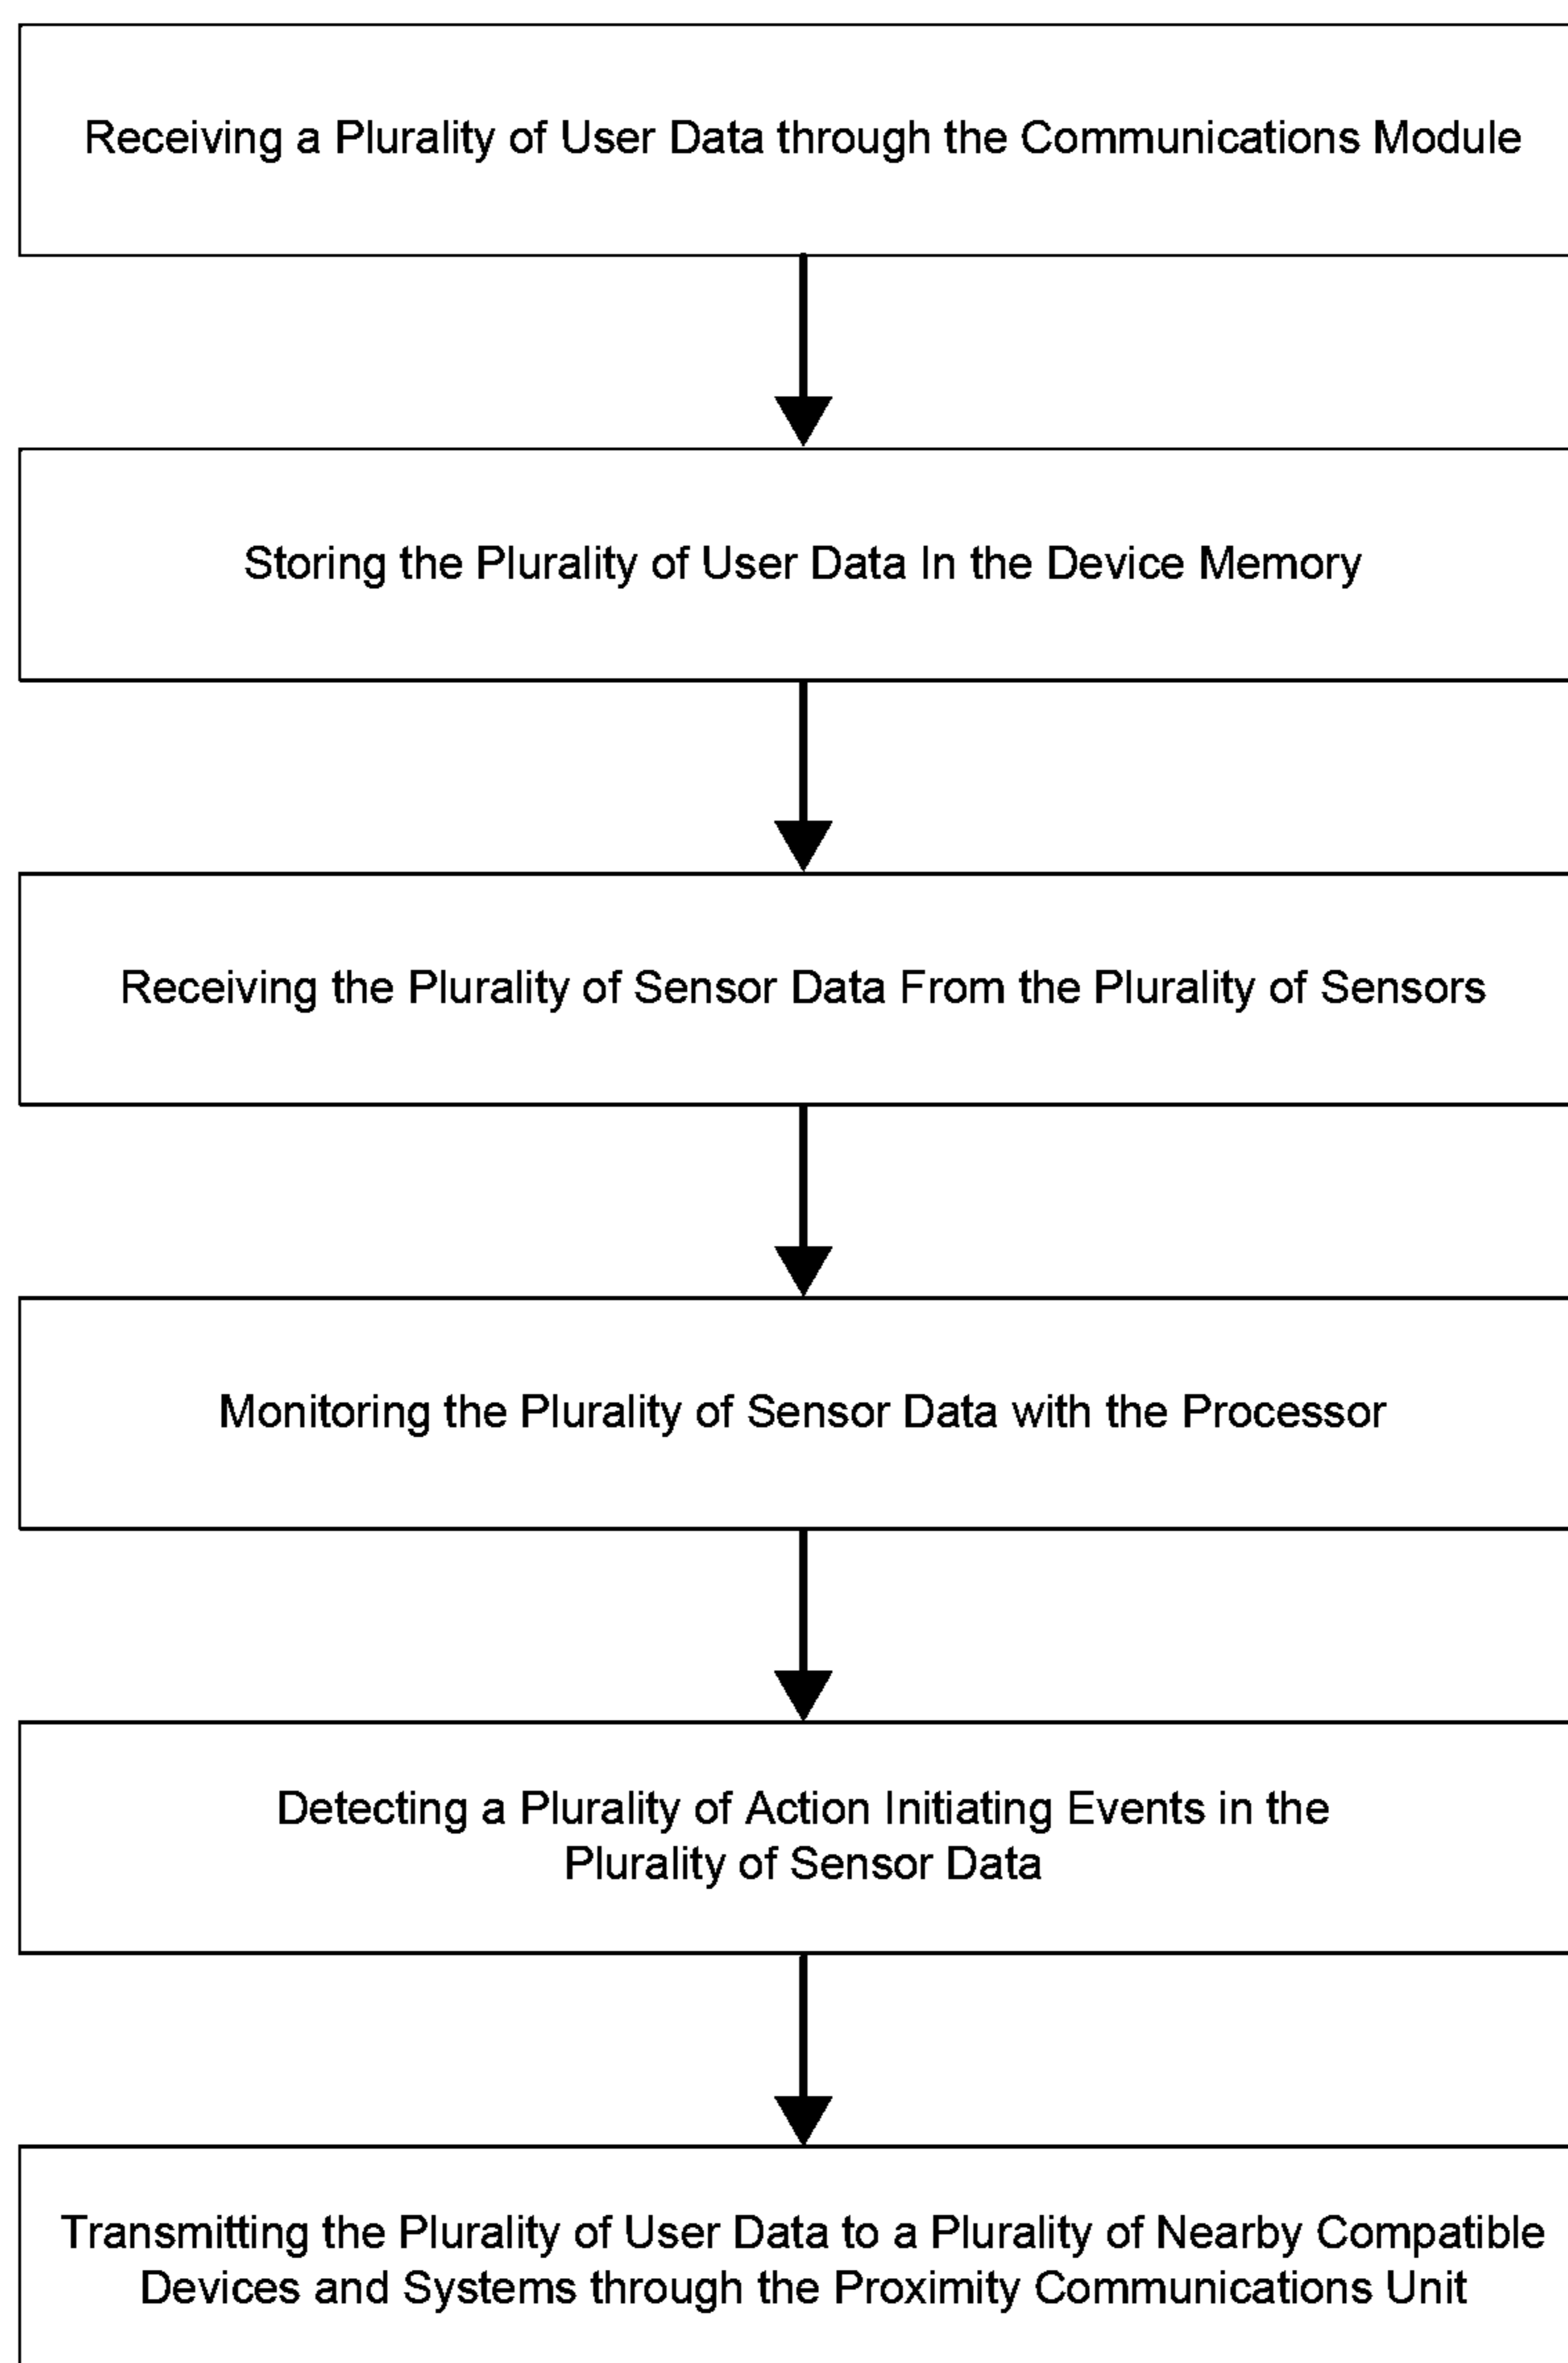 Receiving a Plurality of User Data through the Communications Module
Storing the Plurality of User Data In the Device Memory
Receiving the Plurality of Sensor Data From the Plurality of Sensors
Monitoring the Plurality of Sensor Data with the Processor
Detecting a Plurality of Action Initiating Events in the
Plurality of Sensor Data
Transmitting the Plurality of User Data to a Plurality of Nearby Compatible
Devices and Systems through the Proximity Communications Unit